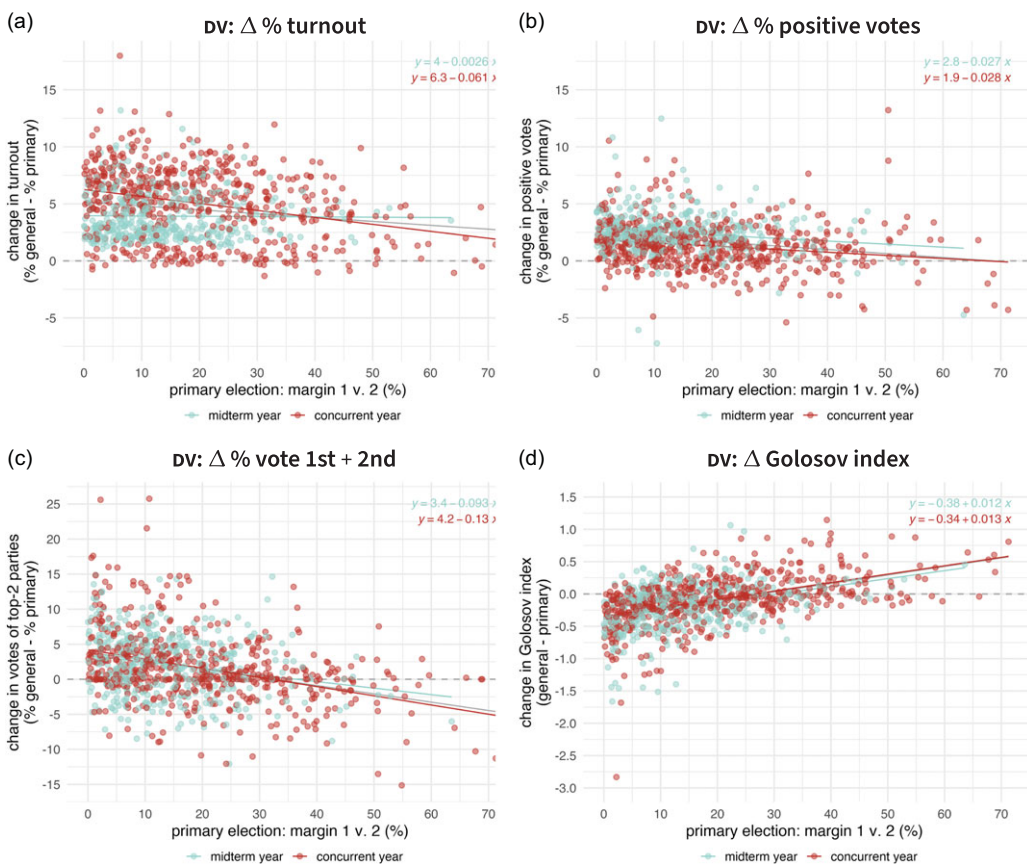 (a)
DV: Δ % turnout
y = 4 − 0.0026 x
y = 6.3 − 0.061 x
change in turnout
(% general - % primary)
15
10
5
0
-5
0 10 20 30 40 50 60 70
primary election: margin 1 v. 2 (%)
midterm year concurrent year
(b)
DV: Δ % positive votes
y = 2.8 − 0.027 x
y = 1.9 − 0.028 x
change in positive votes
(% general - % primary)
15
10
5
0
-5
0 10 20 30 40 50 60 70
primary election: margin 1 v. 2 (%)
midterm year concurrent year
(c)
DV: Δ % vote 1st + 2nd
y = 3.4 − 0.093 x
y = 4.2 − 0.13 x
change in votes of top-2 parties
(% general - % primary)
25
20
15
10
5
0
-5
-10
-15
0 10 20 30 40 50 60 70
primary election: margin 1 v. 2 (%)
midterm year concurrent year
(d)
DV: Δ Golosov index
y = −0.38 + 0.012 x
y = −0.34 + 0.013 x
change in Golosov index
(general - primary)
1.5
1.0
0.5
0.0
-0.5
-1.0
-1.5
-2.0
-2.5
-3.0
0 10 20 30 40 50 60 70
primary election: margin 1 v. 2 (%)
midterm year concurrent year